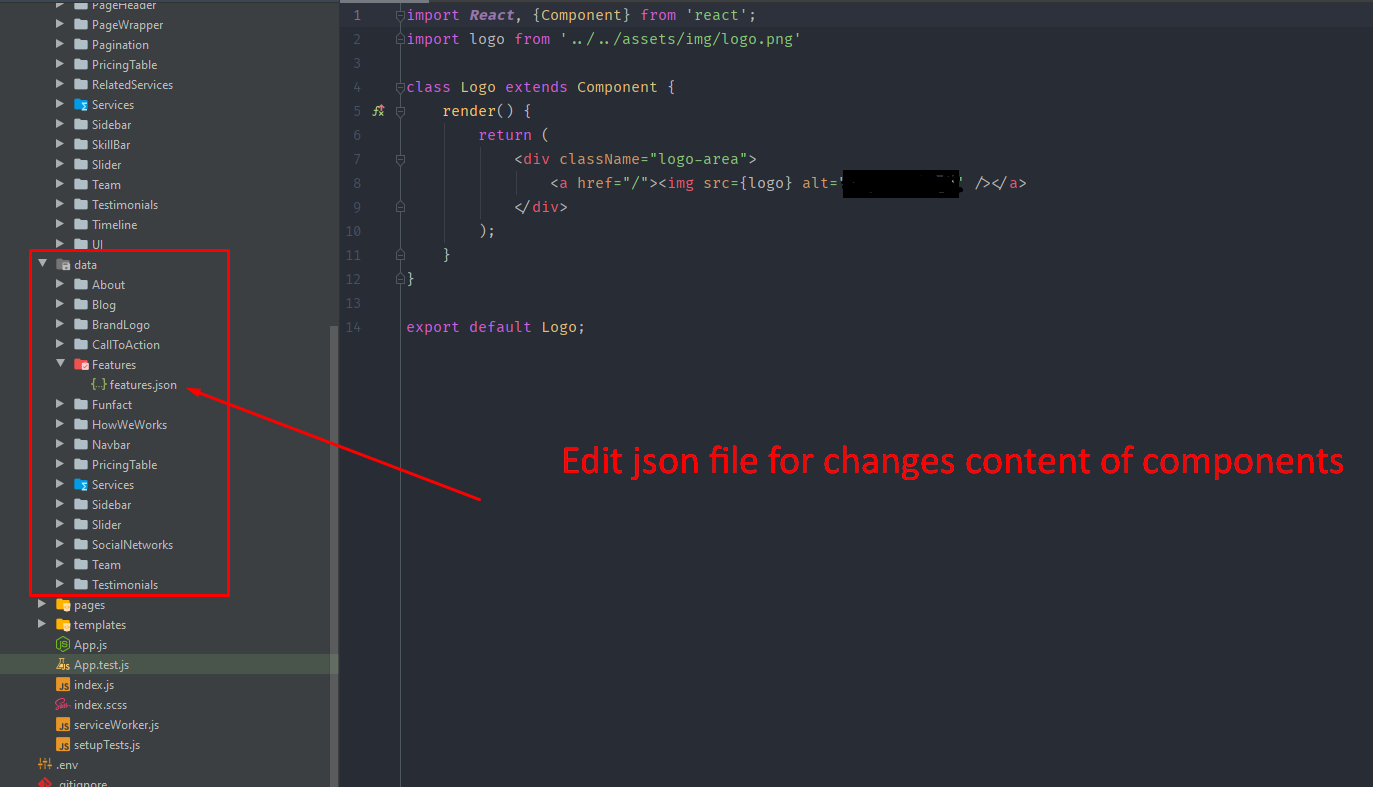 PageHeader
PageWrapper
Pagination
PricingTable
RelatedServices
Services
Sidebar
SkillBar
Slider
Team
Testimonials
Timeline
UI
data
About
Blog
BrandLogo
CallToAction
Features
{..} features.json
Funfact
HowWeWorks
Navbar
PricingTable
Services
Sidebar
Slider
SocialNetworks
Team
Testimonials
pages
templates
JS App.js
JS App.test.js
JS index.js
index.scss
JS serviceWorker.js
JS setupTests.js
.env
.gitignore
1 import React, {Component} from 'react';
2 import logo from '../../assets/img/logo.png'
3
4 class Logo extends Component {
5 render() {
6 return (
7 <div className="logo-area">
8 <a href="/"><img src={logo} alt=" /></a>
9 </div>
10 );
11 }
12 }
13
14 export default Logo;
Edit json file for changes content of components